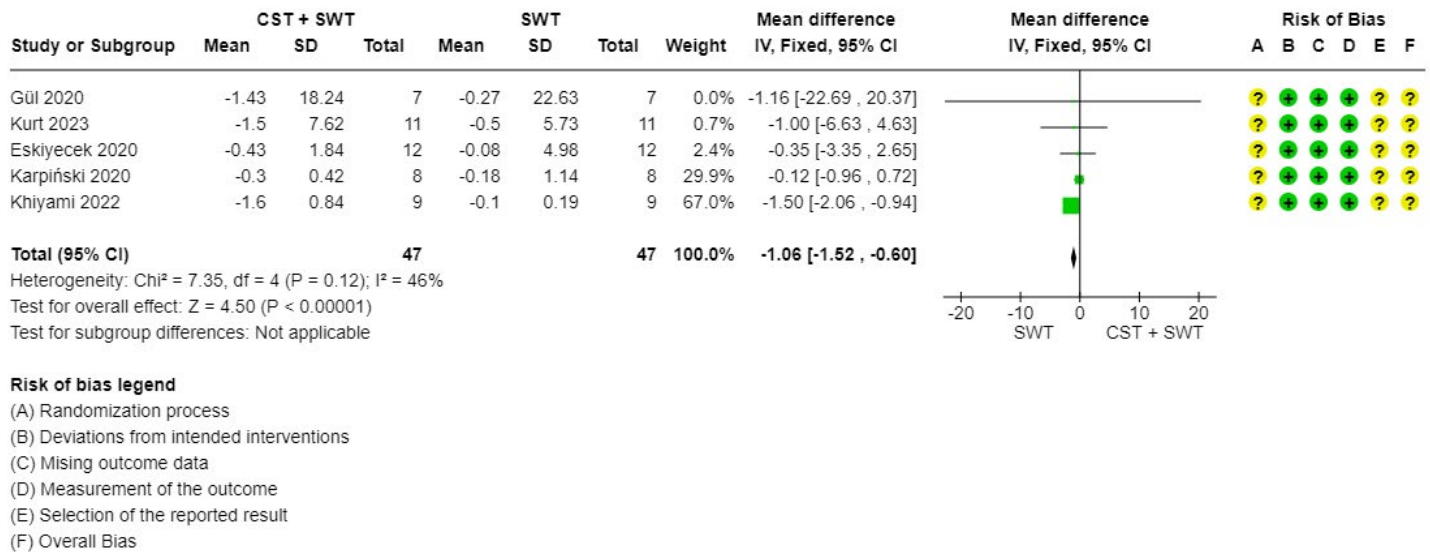 CST + SWT SWT Mean difference Mean difference Risk of Bias
Study or Subgroup Mean SD Total Mean SD Total Weight IV, Fixed, 95% CI IV, Fixed, 95% CI A B C D E F
Gül 2020 -1.43 18.24 7 -0.27 22.63 7 0.0% -1.16 [-22.69 , 20.37] ? + + + ? ?
Kurt 2023 -1.5 7.62 11 -0.5 5.73 11 0.7% -1.00 [-6.63 , 4.63] ? + + + ? ?
Eskiyecek 2020 -0.43 1.84 12 -0.08 4.98 12 2.4% -0.35 [-3.35 , 2.65] ? + + + ? ?
Karpiński 2020 -0.3 0.42 8 -0.18 1.14 8 29.9% -0.12 [-0.96 , 0.72] ? + + + ? ?
Khiyami 2022 -1.6 0.84 9 -0.1 0.19 9 67.0% -1.50 [-2.06 , -0.94] ? + + + ? ?
Total (95% CI) 47 47 100.0% -1.06 [-1.52 , -0.60]
Heterogeneity: Chi² = 7.35, df = 4 (P = 0.12); I² = 46%
Test for overall effect: Z = 4.50 (P < 0.00001)
Test for subgroup differences: Not applicable
-20 -10 0 10 20
SWT CST + SWT
Risk of bias legend
(A) Randomization process
(B) Deviations from intended interventions
(C) Mising outcome data
(D) Measurement of the outcome
(E) Selection of the reported result
(F) Overall Bias